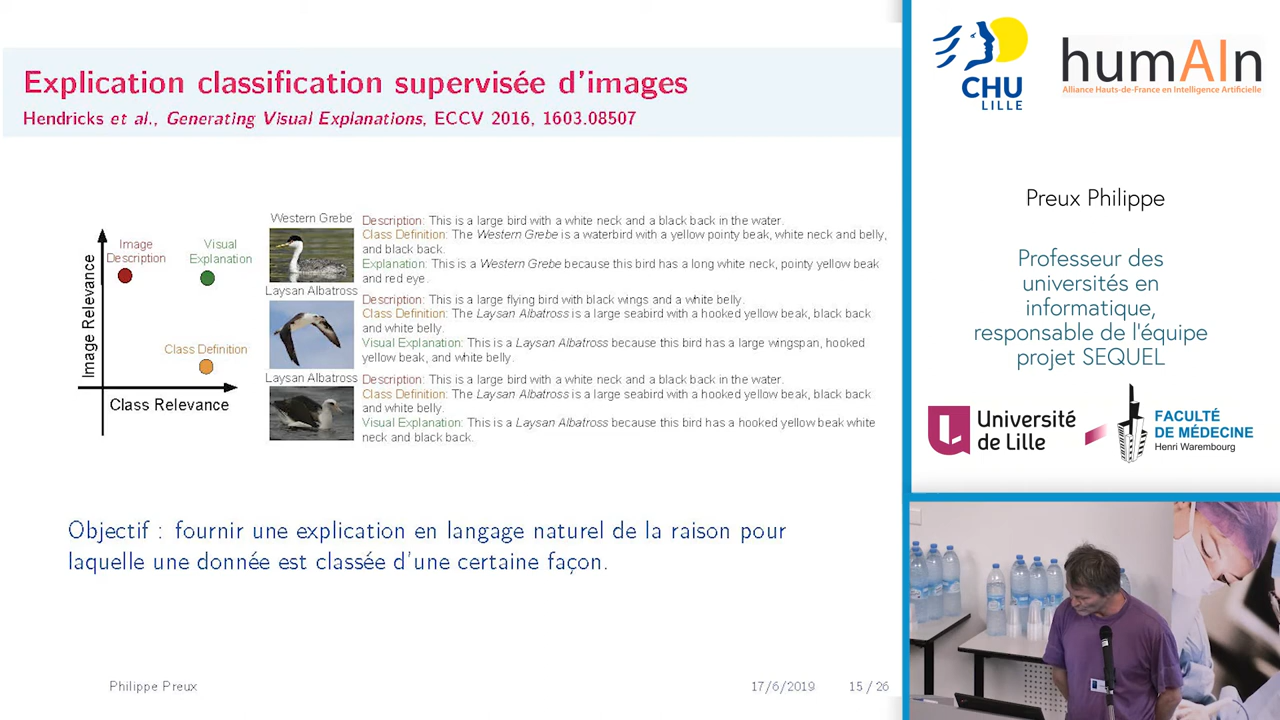 Explication classification supervisée d'images
Hendricks et al., Generating Visual Explanations, ECCV 2016, 1603.08507
Image Relevance
Image
Description
Visual
Explanation
Class Definition
Class Relevance
Western Grebe
Description: This is a large bird with a white neck and a black back in the water.
Class Definition: The Western Grebe is a waterbird with a yellow pointy beak, white neck and belly,
and black back.
Explanation: This is a Western Grebe because this bird has a long white neck, pointy yellow beak
and red eye.
Laysan Albatross
Description: This is a large flying bird with black wings and a white belly.
Class Definition: The Laysan Albatross is a large seabird with a hooked yellow beak, black back
and white belly.
Visual Explanation: This is a Laysan Albatross because this bird has a large wingspan, hooked
yellow beak, and white belly.
Laysan Albatross
Description: This is a large bird with a white neck and a black back in the water.
Class Definition: The Laysan Albatross is a large seabird with a hooked yellow beak, black back
and white belly.
Visual Explanation: This is a Laysan Albatross because this bird has a hooked yellow beak white
neck and black back.
Objectif : fournir une explication en langage naturel de la raison pour
laquelle une donnée est classée d'une certaine façon.
Philippe Preux
17/6/2019
15 / 26
CHU
LILLE
humAIn
Alliance Hauts-de-France en Intelligence Artificielle
Preux Philippe
Professeur des
universités en
informatique,
responsable de l'équipe
projet SEQUEL
Université
de Lille
FACULTÉ
DE MÉDECINE
Henri Warembourg